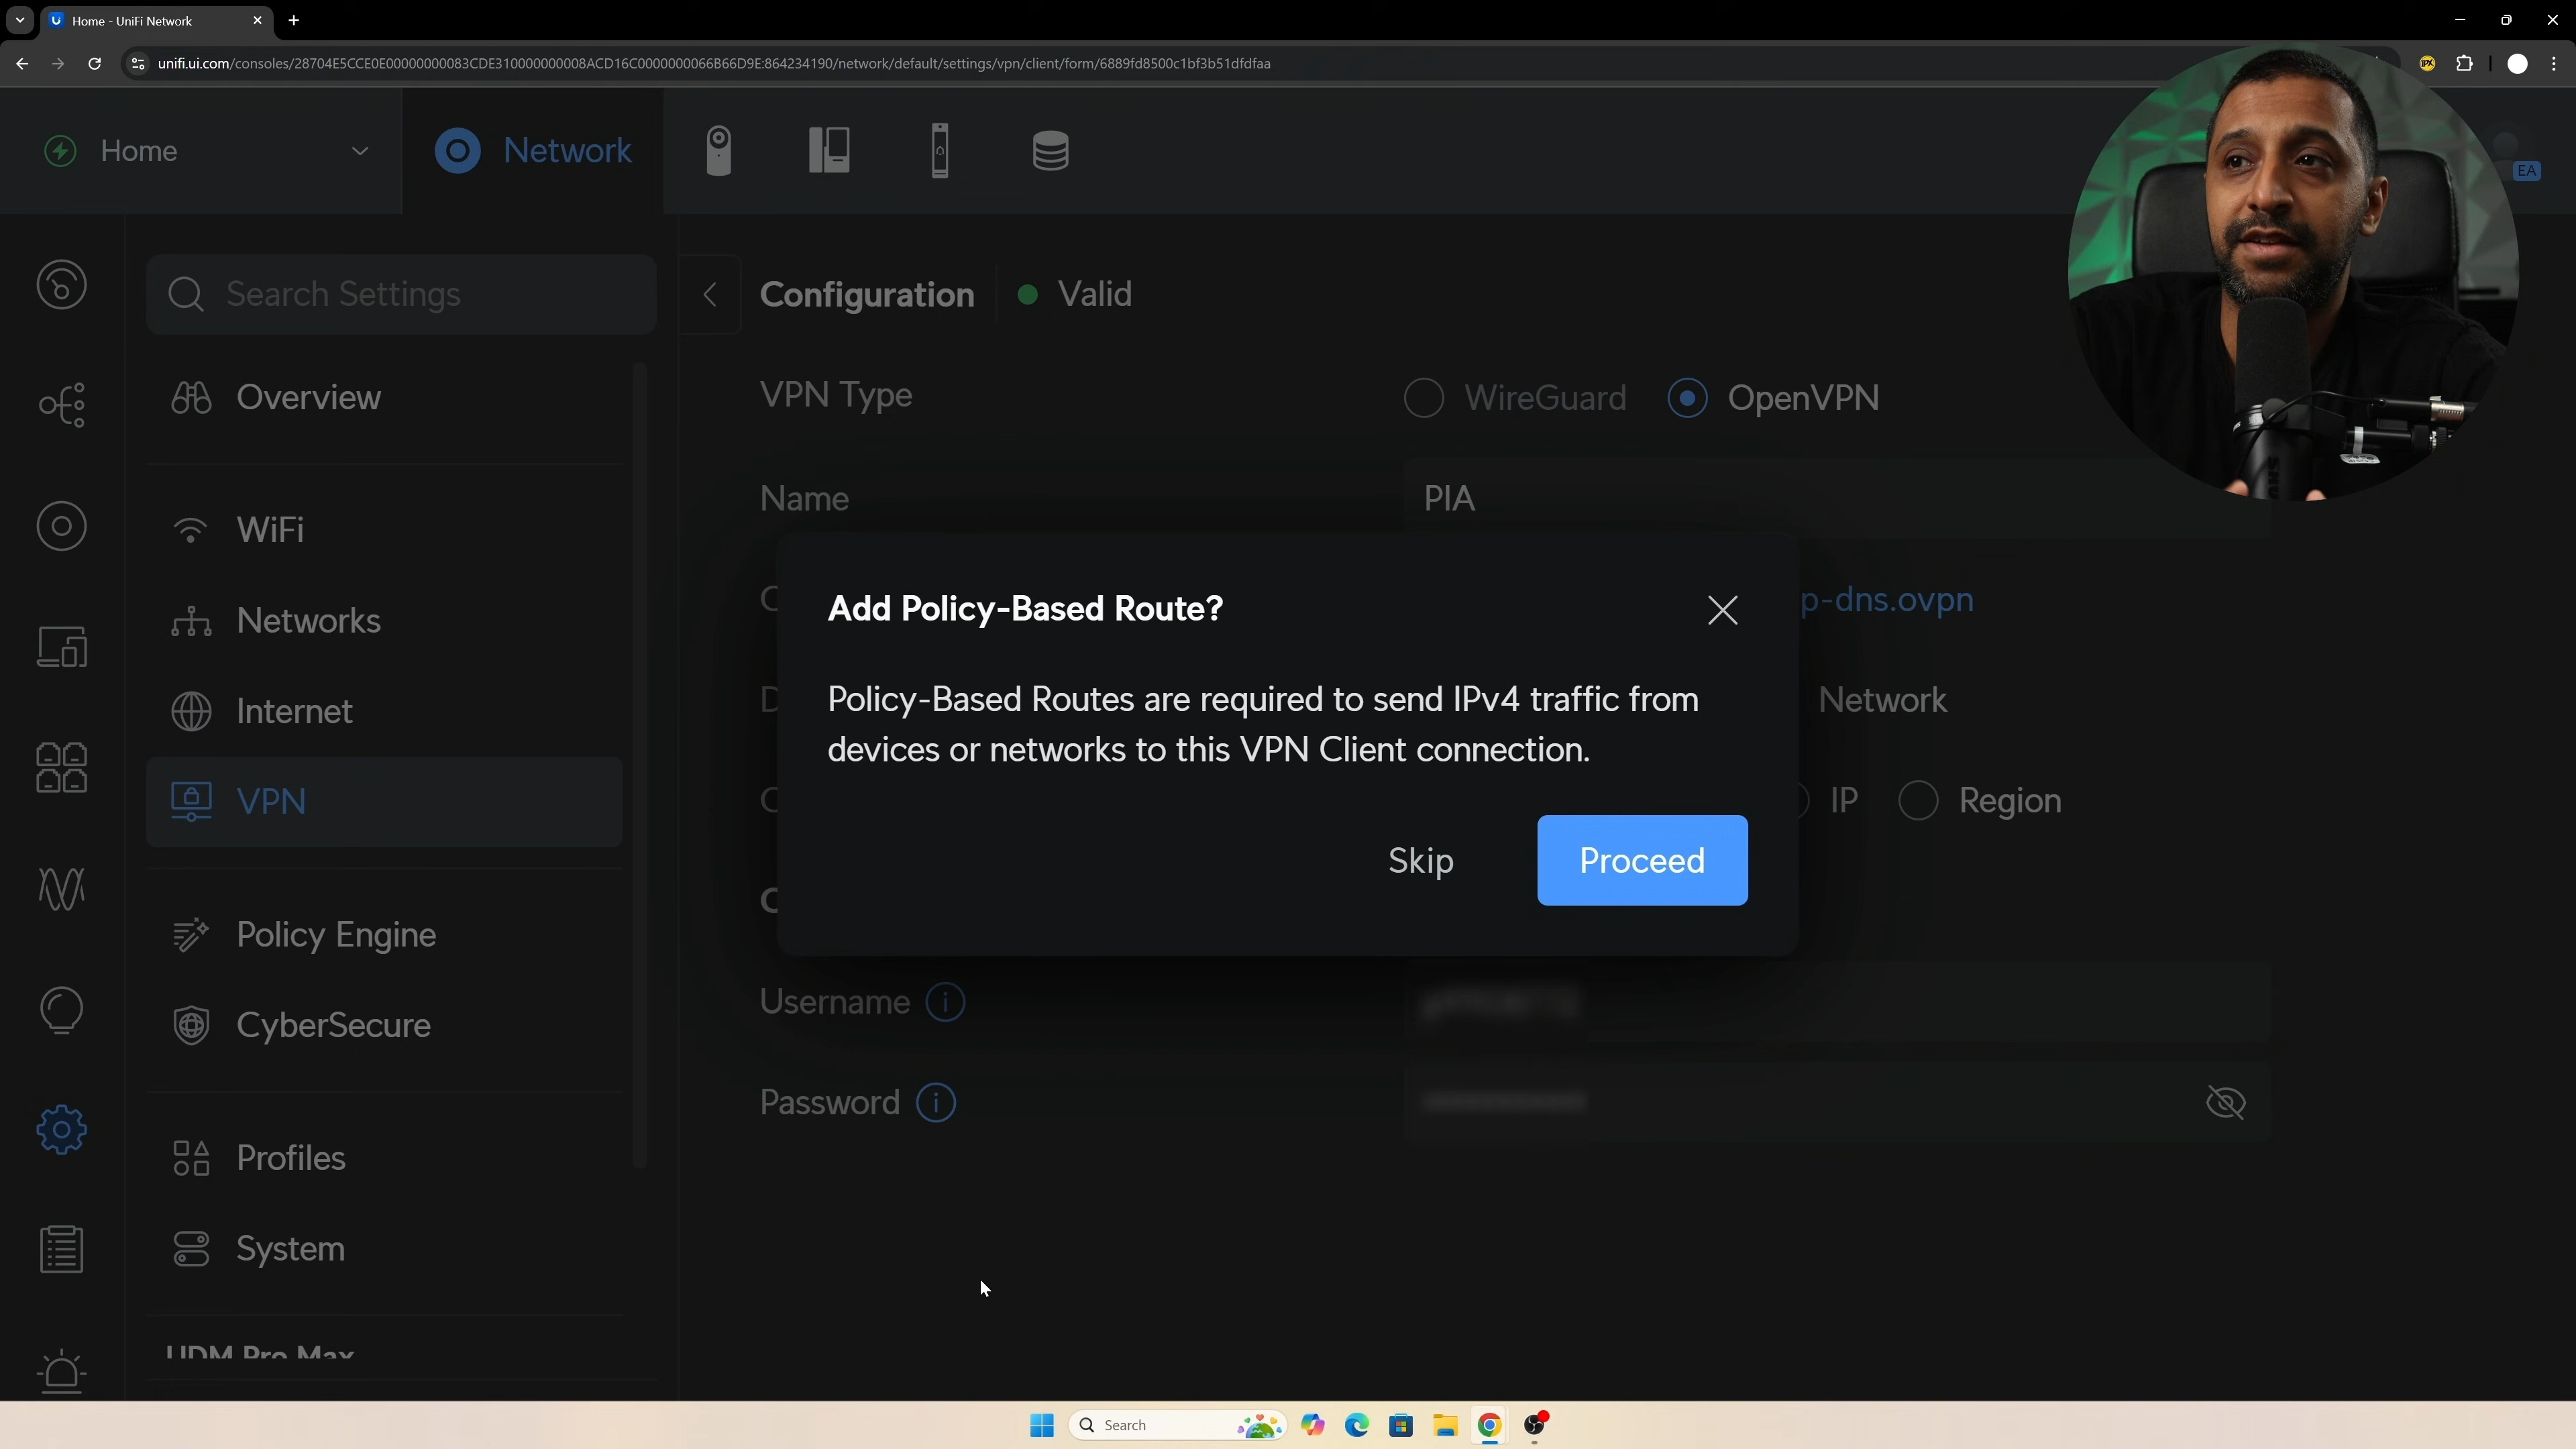 Home - UniFi Network
unifi.ui.com/consoles/28704E5CCE0E00000000083CDE310000000008ACD16C0000000066B66D9E:864234190/network/default/settings/vpn/client/form/6889fd8500c1bf3b51dfdfaa
Home
Network
EA
Search Settings
Configuration
Valid
Overview
VPN Type
WireGuard
OpenVPN
Name
PIA
WiFi
Networks
Add Policy-Based Route?
p-dns.ovpn
Policy-Based Routes are required to send IPv4 traffic from
devices or networks to this VPN Client connection.
Internet
Network
VPN
IP
Region
Skip
Proceed
Policy Engine
CyberSecure
Username
Password
Profiles
System
UDM Pro Max
Search